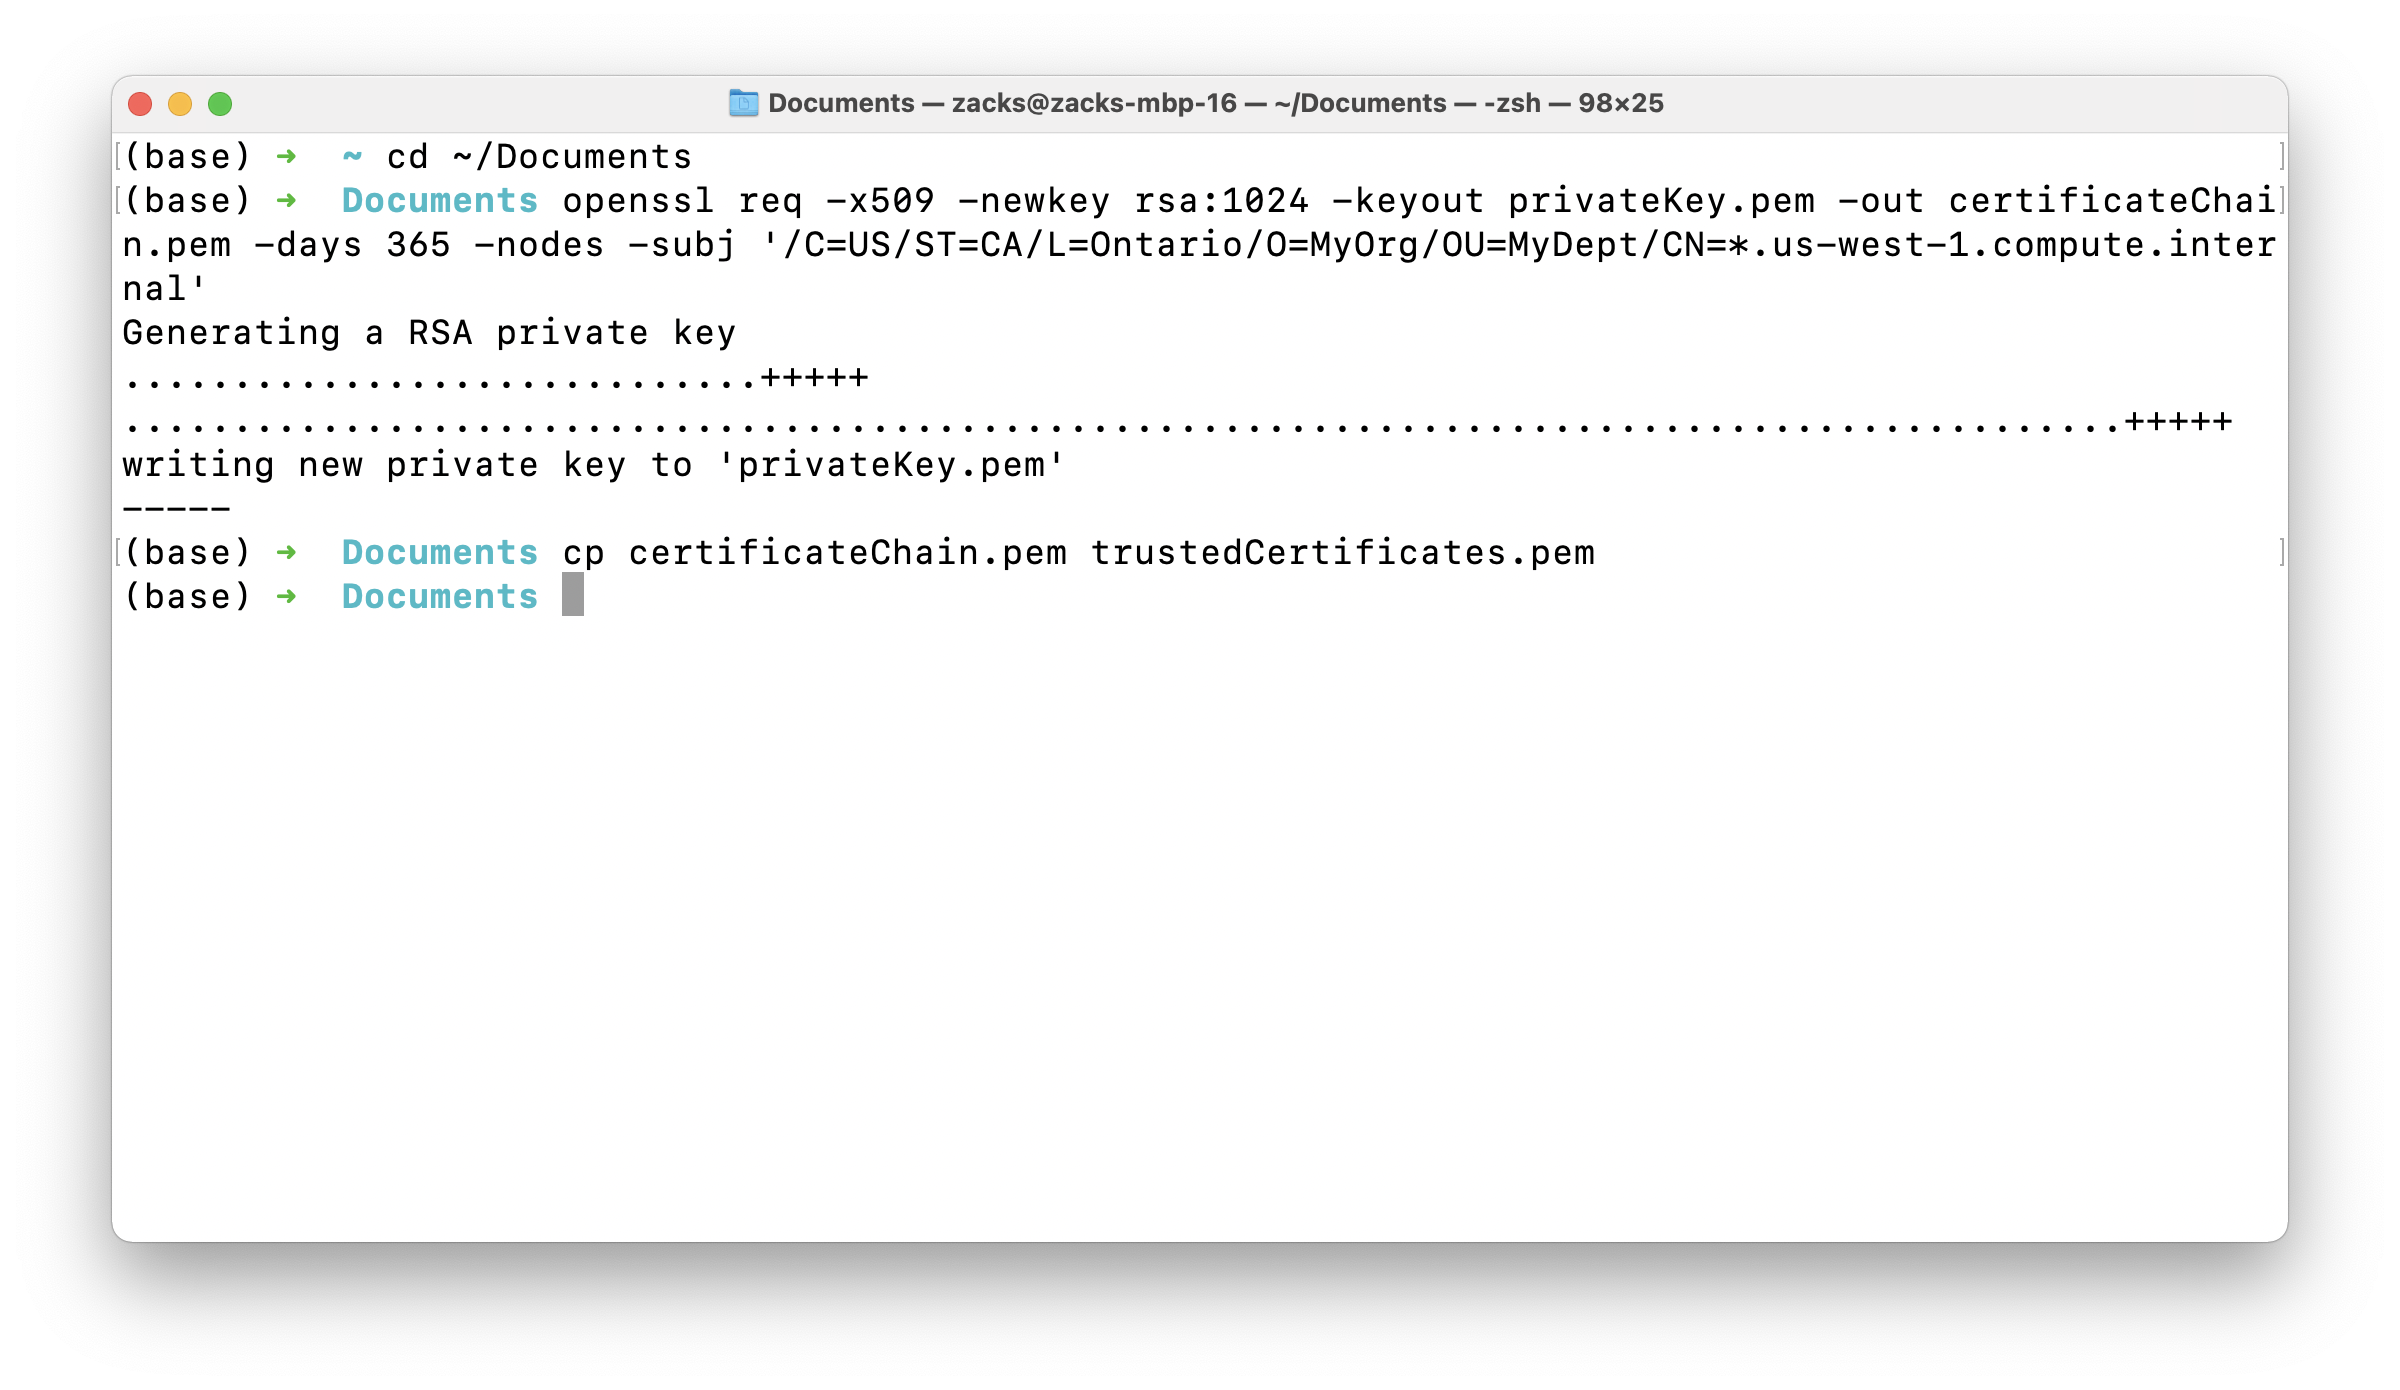 Documents — zacks@zacks-mbp-16 — ~/Documents — -zsh — 98×25
(base) ➜  ~ cd ~/Documents
(base) ➜  Documents openssl req -x509 -newkey rsa:1024 -keyout privateKey.pem -out certificateChai
n.pem -days 365 -nodes -subj '/C=US/ST=CA/L=Ontario/O=MyOrg/OU=MyDept/CN=*.us-west-1.compute.inter
nal'
Generating a RSA private key
.............................+++++
...........................................................................................+++++
writing new private key to 'privateKey.pem'
-----
(base) ➜  Documents cp certificateChain.pem trustedCertificates.pem
(base) ➜  Documents